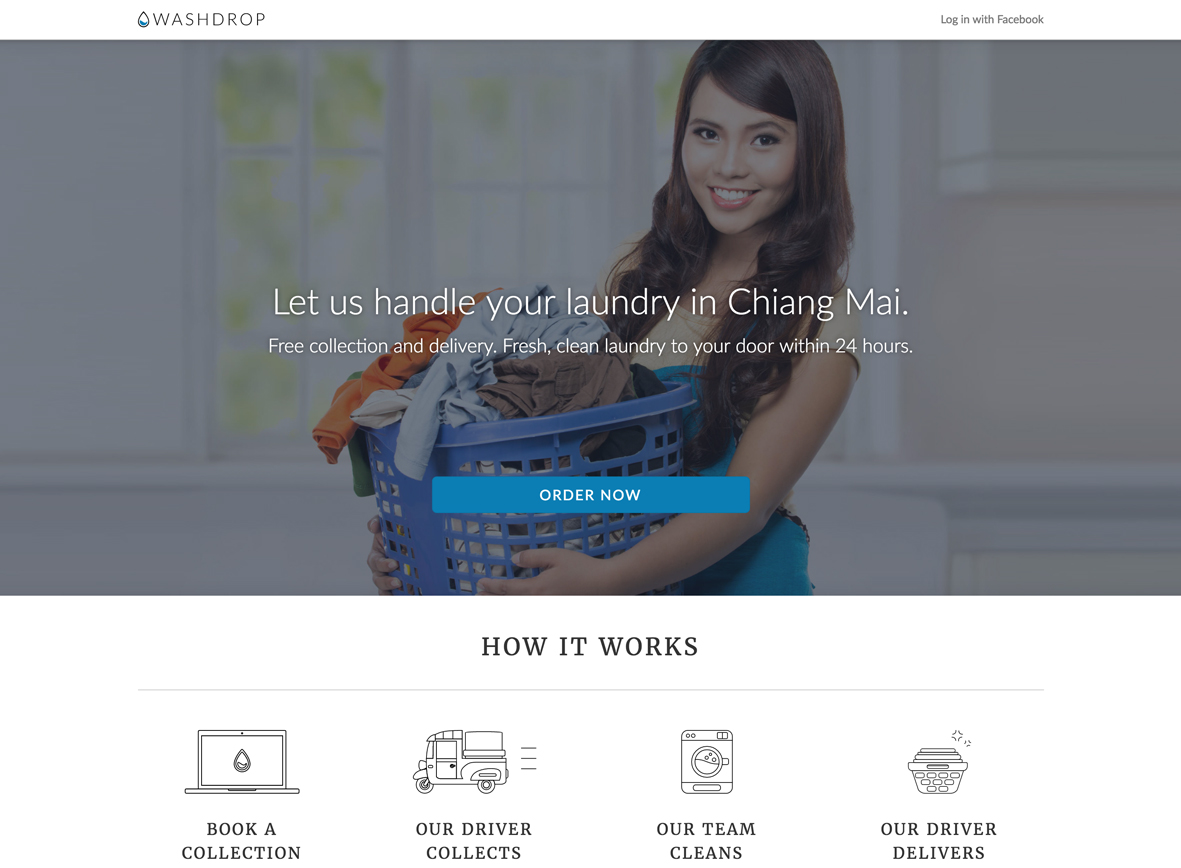 WASHDROP
Log in with Facebook
Let us handle your laundry in Chiang Mai.
Free collection and delivery. Fresh, clean laundry to your door within 24 hours.
ORDER NOW
HOW IT WORKS
BOOK A
COLLECTION
OUR DRIVER
COLLECTS
OUR TEAM
CLEANS
OUR DRIVER
DELIVERS